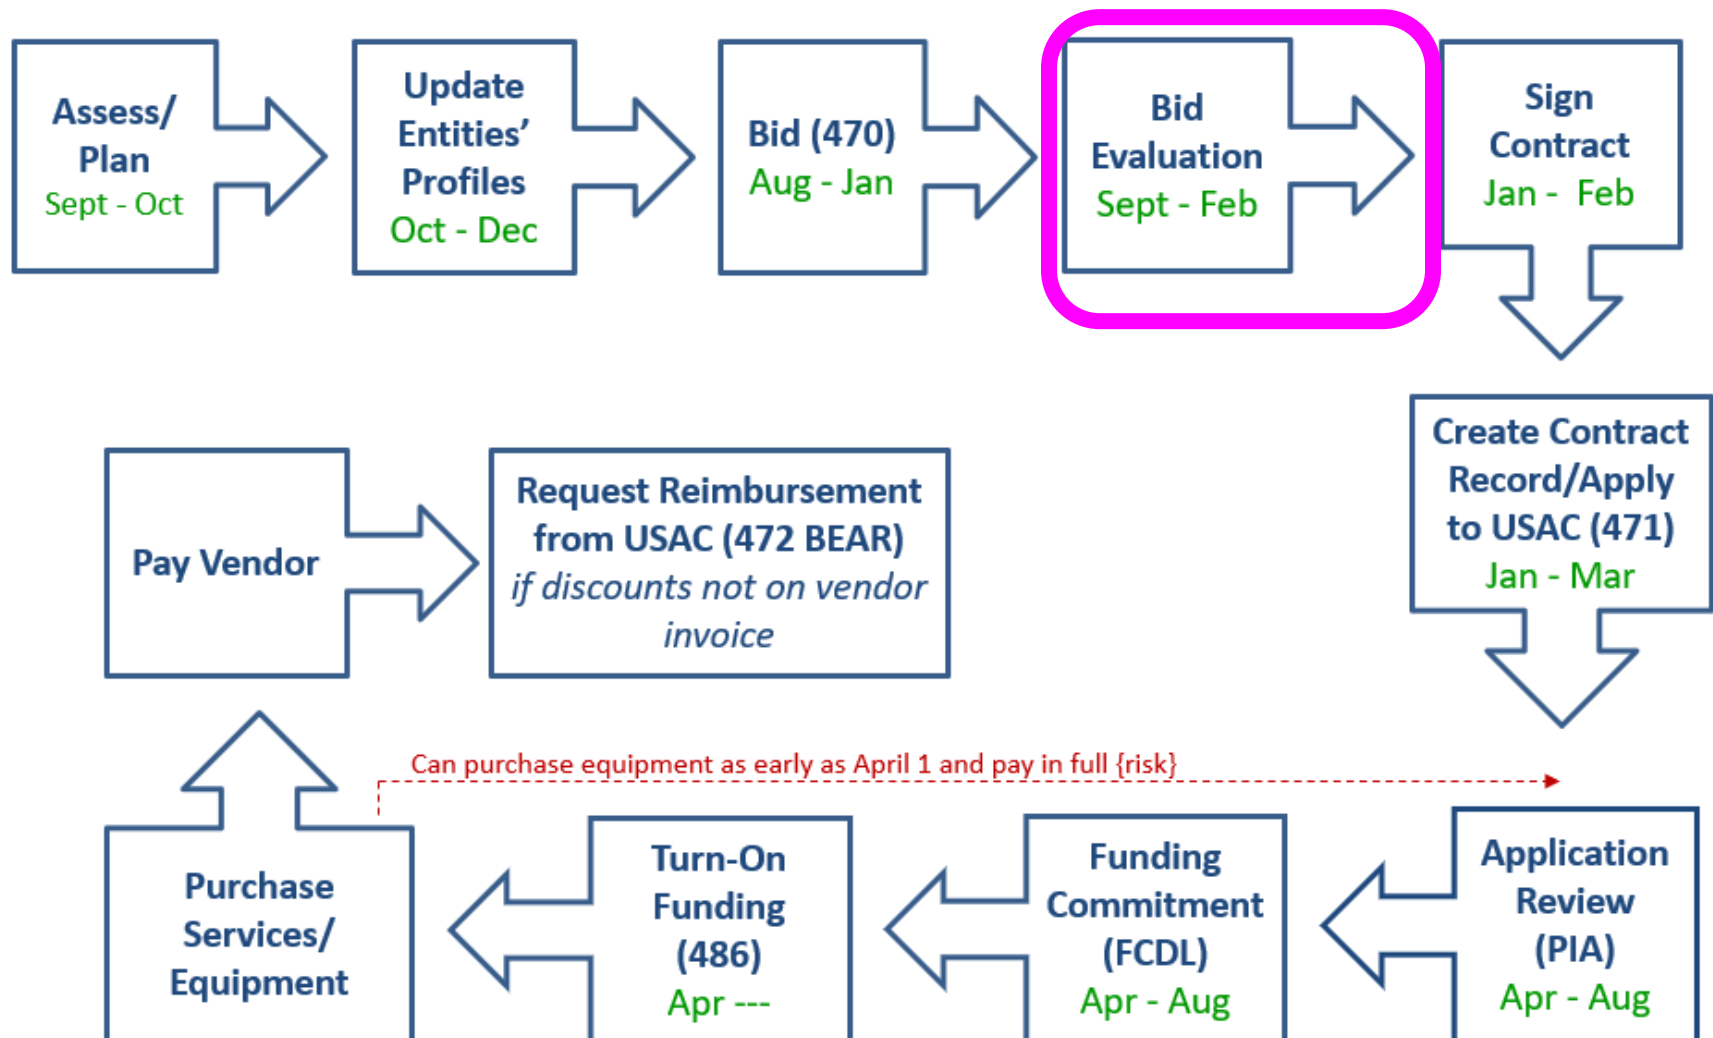 Assess/
Plan
Sept - Oct
Update
Entities’
Profiles
Oct - Dec
Bid (470)
Aug - Jan
Bid
Evaluation
Sept - Feb
Sign
Contract
Jan -  Feb
Create Contract
Record/Apply
to USAC (471)
Jan - Mar
Pay Vendor
Request Reimbursement
from USAC (472 BEAR)
if discounts not on vendor
invoice
Can purchase equipment as early as April 1 and pay in full {risk}
Application
Review
(PIA)
Apr - Aug
Funding
Commitment
(FCDL)
Apr - Aug
Turn-On
Funding
(486)
Apr ---
Purchase
Services/
Equipment